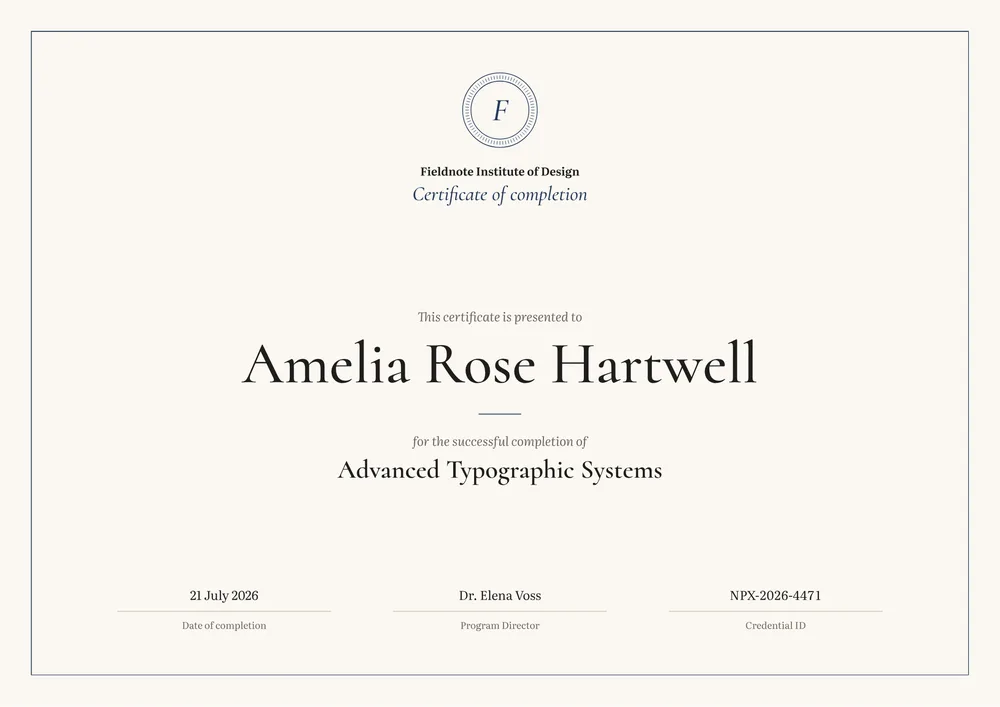 F
Fieldnote Institute of Design
Certificate of completion
This certificate is presented to
Amelia Rose Hartwell
for the successful completion of
Advanced Typographic Systems
21 July 2026
Date of completion
Dr. Elena Voss
Program Director
NPX-2026-4471
Credential ID